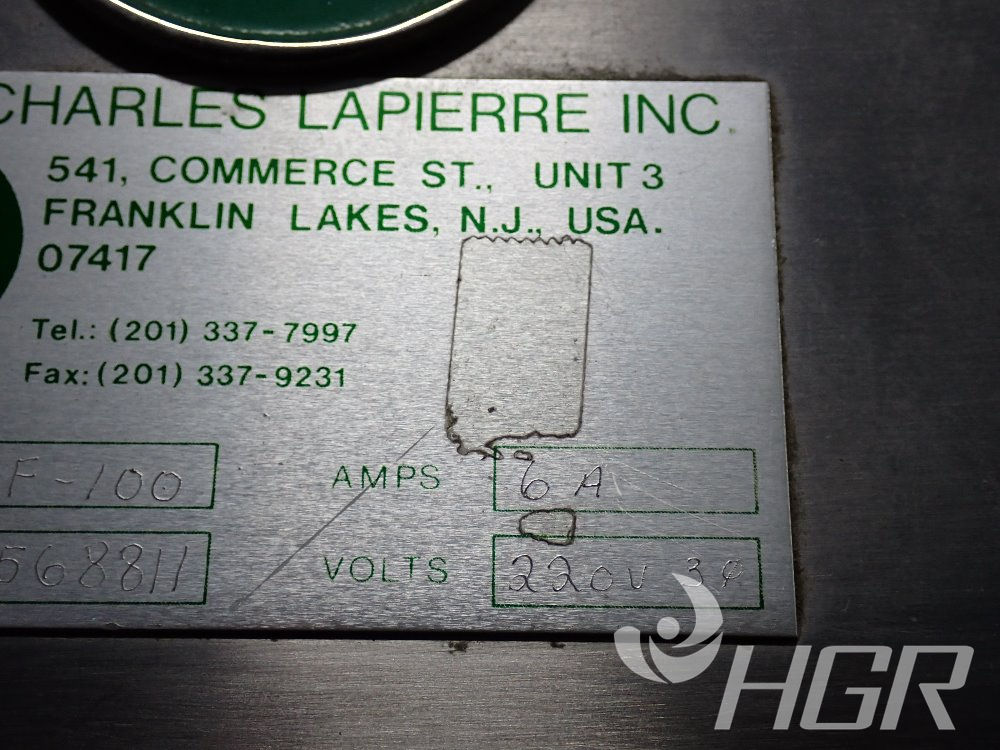 CHARLES LAPIERRE INC.
541, COMMERCE ST., UNIT 3
FRANKLIN LAKES, N.J., USA.
07417
Tel.: (201) 337-7997
Fax: (201) 337-9231
F-100 AMPS 6 A
568811 VOLTS 220V 3φ
HGR